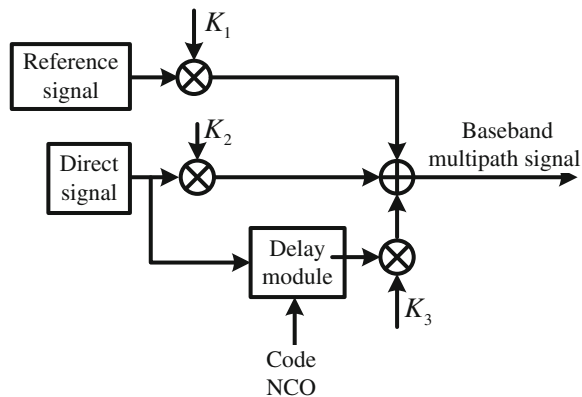 K1
Reference
signal
Baseband
multipath signal
K2
Direct
signal
Delay
module
K3
Code
NCO